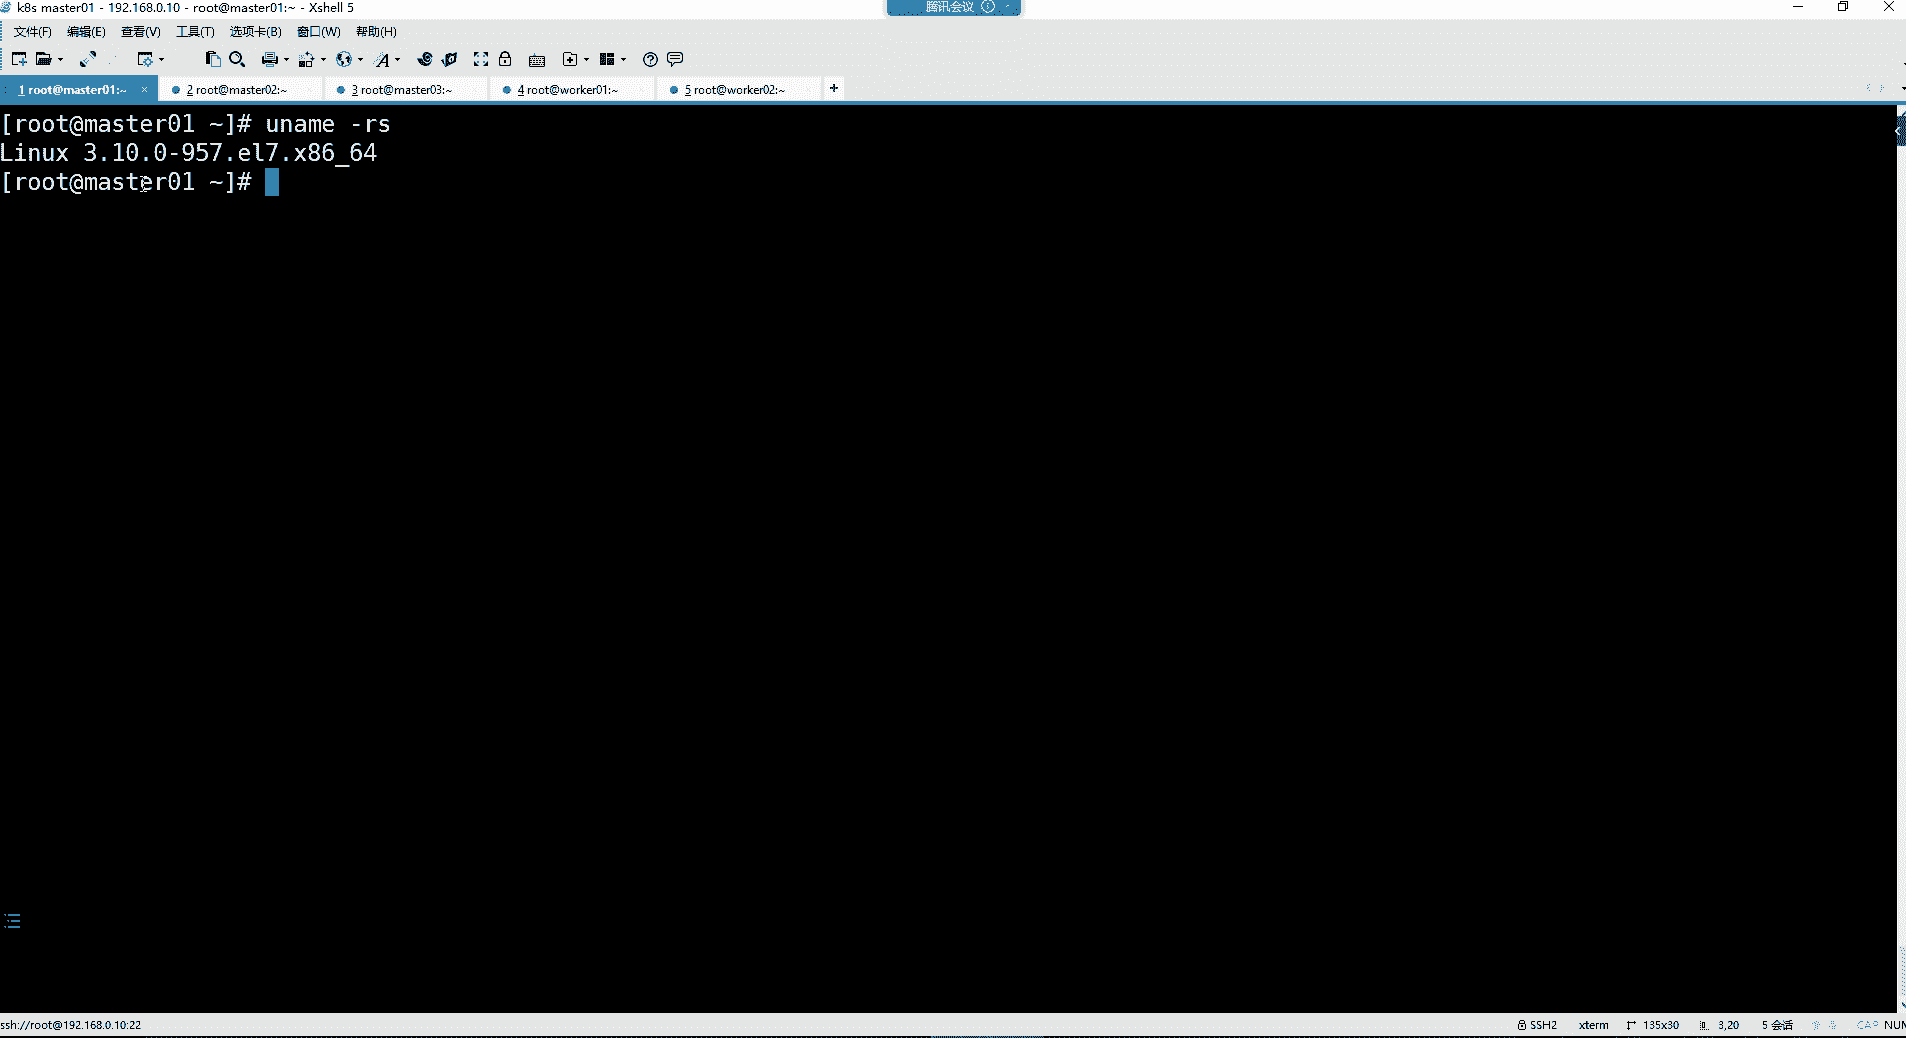 k8s master01 - 192.168.0.10 - root@master01:~ - Xshell 5
腾讯会议
文件(F) 编辑(E) 查看(V) 工具(T) 选项卡(B) 窗口(W) 帮助(H)
1 root@master01:~ × 2 root@master02:~ 3 root@master03:~ 4 root@worker01:~ 5 root@worker02:~ +
[root@master01 ~]# uname -rs
Linux 3.10.0-957.el7.x86_64
[root@master01 ~]#
ssh://root@192.168.0.10:22 SSH2 xterm 135x30 3,20 5 会话 CAP NUM